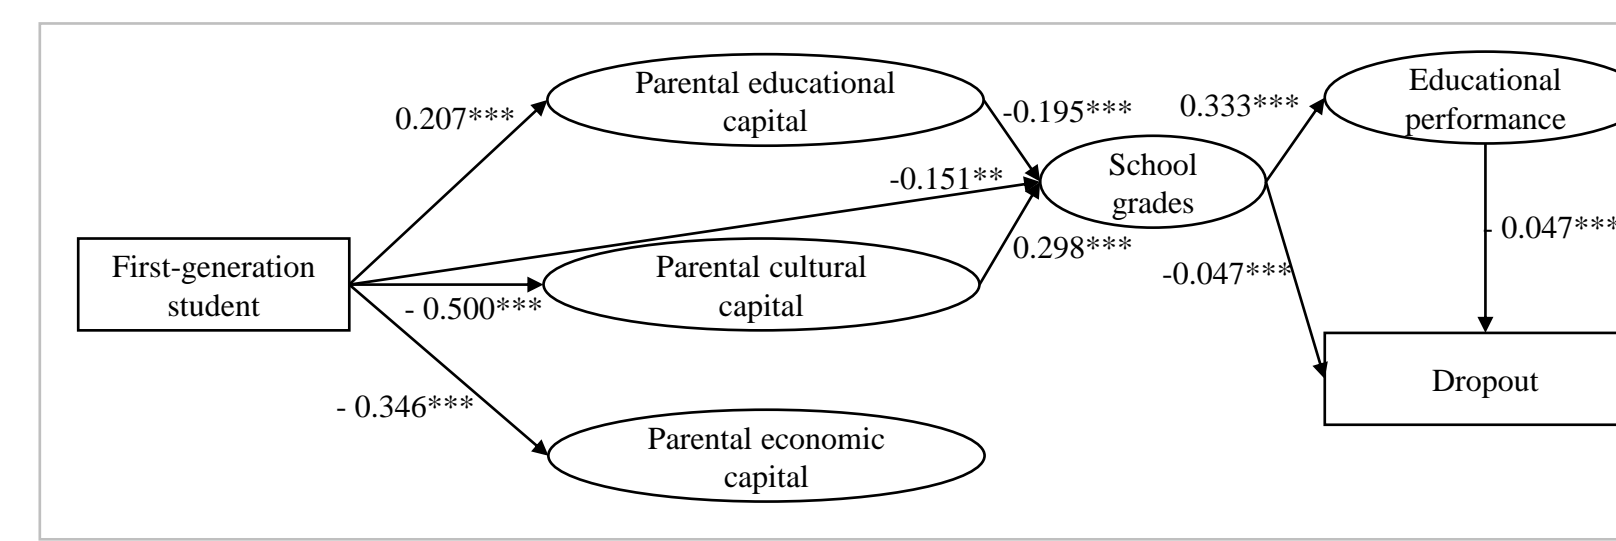 Parental educational
capital
Educational
performance
0.207***
-0.195***
0.333***
-0.151**
School
grades
- 0.047***
First-generation
student
Parental cultural
capital
0.298***
-0.047***
- 0.500***
- 0.346***
Dropout
Parental economic
capital